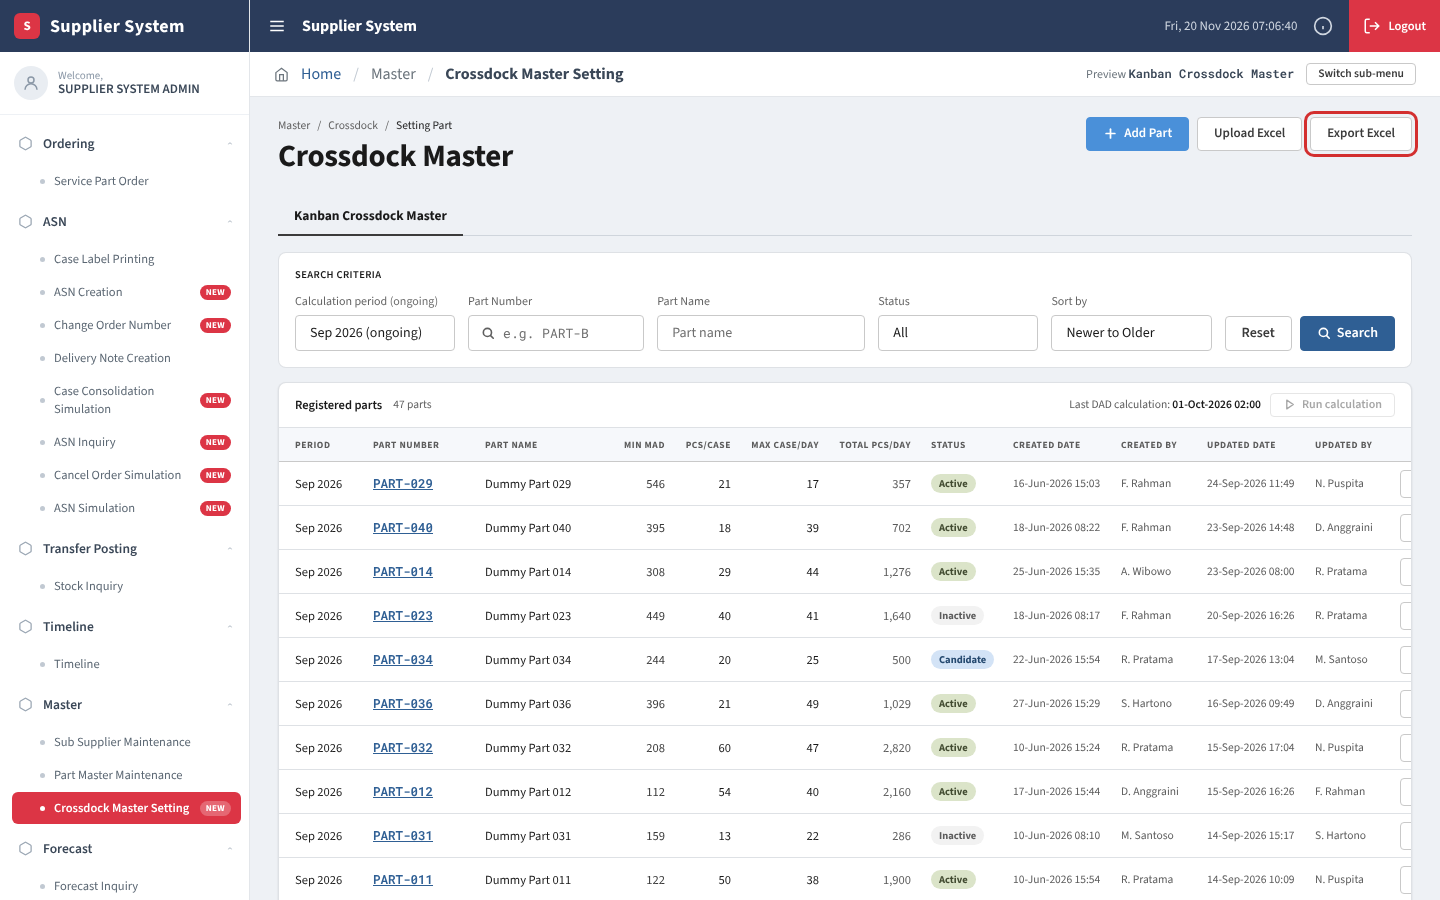 S Supplier System
Supplier System
Fri, 20 Nov 2026 07:06:40
Logout
Welcome,
SUPPLIER SYSTEM ADMIN
Home / Master / Crossdock Master Setting
Preview Kanban Crossdock Master
Switch sub-menu
Ordering
Service Part Order
ASN
Case Label Printing
ASN Creation NEW
Change Order Number NEW
Delivery Note Creation
Case Consolidation
Simulation NEW
ASN Inquiry NEW
Cancel Order Simulation NEW
ASN Simulation NEW
Transfer Posting
Stock Inquiry
Timeline
Timeline
Master
Sub Supplier Maintenance
Part Master Maintenance
Crossdock Master Setting NEW
Forecast
Forecast Inquiry
Master / Crossdock / Setting Part
Crossdock Master
Add Part
Upload Excel
Export Excel
Kanban Crossdock Master
SEARCH CRITERIA
Calculation period (ongoing) Part Number Part Name Status Sort by
Sep 2026 (ongoing) e.g. PART-B Part name All Newer to Older Reset Search
Registered parts 47 parts
Last DAD calculation: 01-Oct-2026 02:00 Run calculation
PERIOD PART NUMBER PART NAME MIN MAD PCS/CASE MAX CASE/DAY TOTAL PCS/DAY STATUS CREATED DATE CREATED BY UPDATED DATE UPDATED BY
Sep 2026 PART-029 Dummy Part 029 546 21 17 357 Active 16-Jun-2026 15:03 F. Rahman 24-Sep-2026 11:49 N. Puspita
Sep 2026 PART-040 Dummy Part 040 395 18 39 702 Active 18-Jun-2026 08:22 F. Rahman 23-Sep-2026 14:48 D. Anggraini
Sep 2026 PART-014 Dummy Part 014 308 29 44 1,276 Active 25-Jun-2026 15:35 A. Wibowo 23-Sep-2026 08:00 R. Pratama
Sep 2026 PART-023 Dummy Part 023 449 40 41 1,640 Inactive 18-Jun-2026 08:17 F. Rahman 20-Sep-2026 16:26 R. Pratama
Sep 2026 PART-034 Dummy Part 034 244 20 25 500 Candidate 22-Jun-2026 15:54 R. Pratama 17-Sep-2026 13:04 M. Santoso
Sep 2026 PART-036 Dummy Part 036 396 21 49 1,029 Active 27-Jun-2026 15:29 S. Hartono 16-Sep-2026 09:49 D. Anggraini
Sep 2026 PART-032 Dummy Part 032 208 60 47 2,820 Active 10-Jun-2026 15:24 R. Pratama 15-Sep-2026 17:04 N. Puspita
Sep 2026 PART-012 Dummy Part 012 112 54 40 2,160 Active 17-Jun-2026 15:44 D. Anggraini 15-Sep-2026 16:26 F. Rahman
Sep 2026 PART-031 Dummy Part 031 159 13 22 286 Inactive 10-Jun-2026 08:10 M. Santoso 14-Sep-2026 15:17 S. Hartono
Sep 2026 PART-011 Dummy Part 011 122 50 38 1,900 Active 10-Jun-2026 15:54 R. Pratama 14-Sep-2026 10:09 N. Puspita